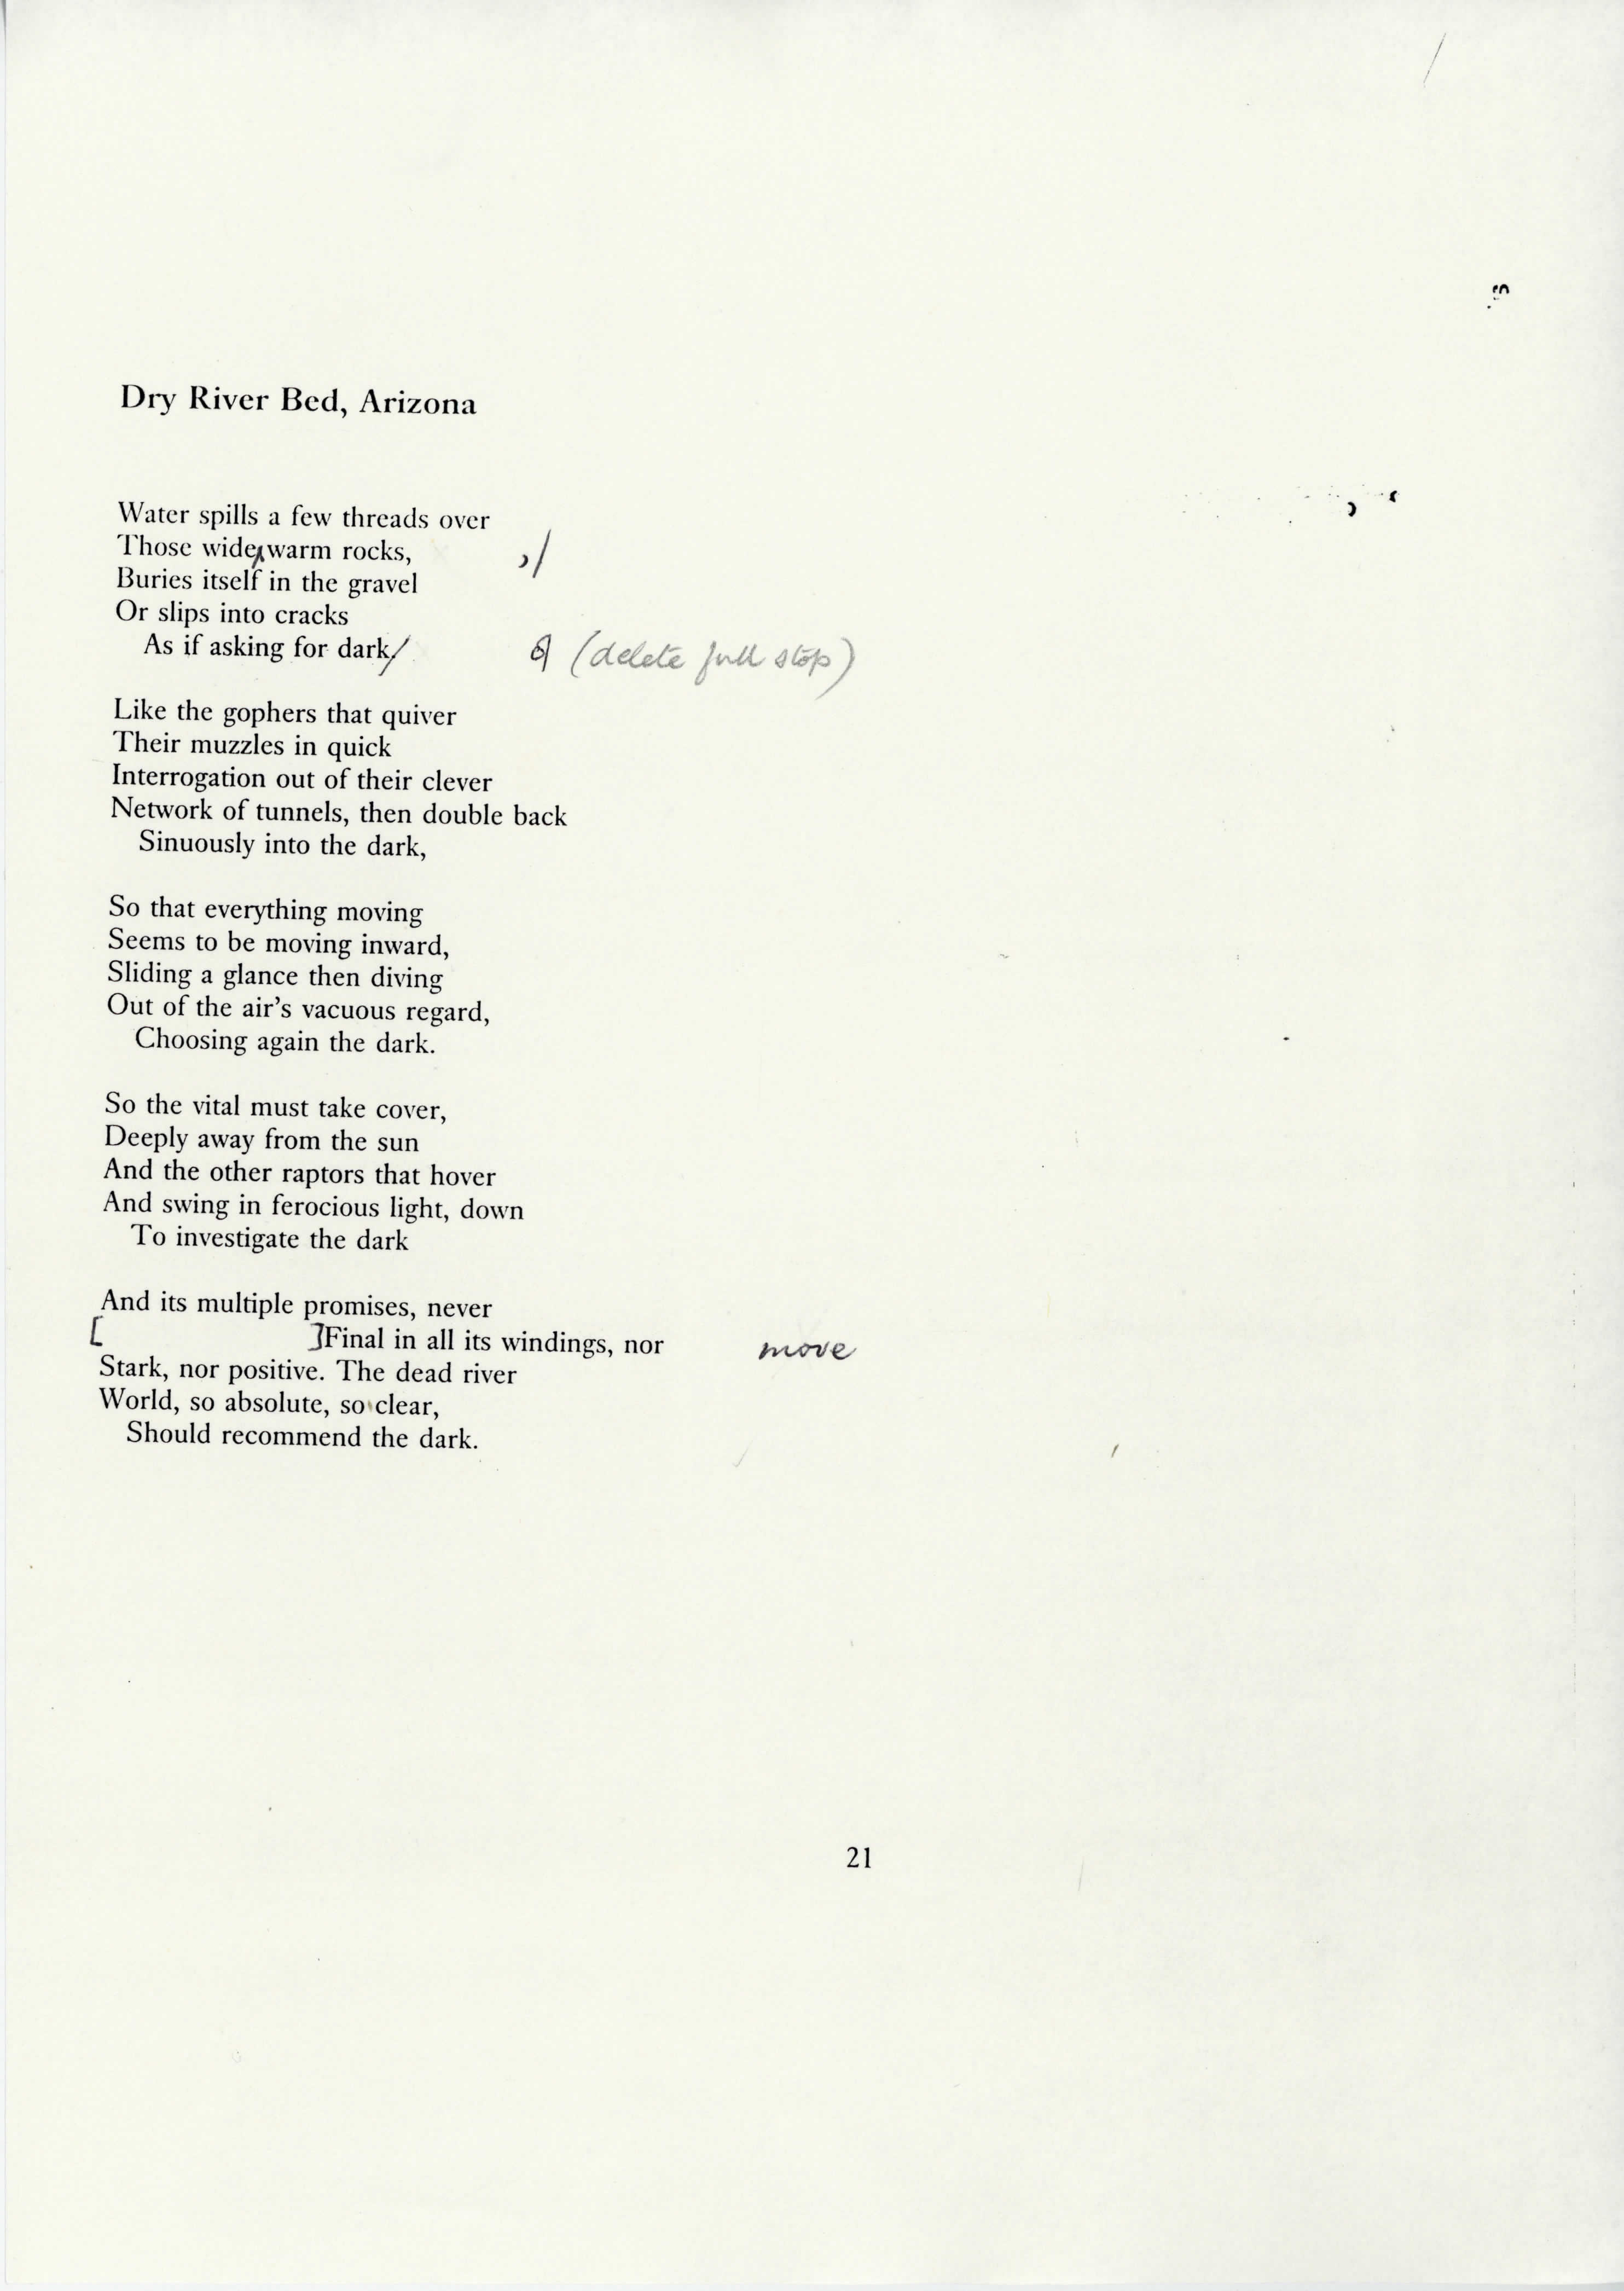 Dry River Bed, Arizona
Water spills a few threads over
Those wide, warm rocks, ,/
Buries itself in the gravel
Or slips into cracks
As if asking for dark/ (delete full stop)
Like the gophers that quiver
Their muzzles in quick
Interrogation out of their clever
Network of tunnels, then double back
Sinuously into the dark,
So that everything moving
Seems to be moving inward,
Sliding a glance then diving
Out of the air's vacuous regard,
Choosing again the dark.
So the vital must take cover,
Deeply away from the sun
And the other raptors that hover
And swing in ferocious light, down
To investigate the dark
And its multiple promises, never
[ ]Final in all its windings, nor move
Stark, nor positive. The dead river
World, so absolute, so clear,
Should recommend the dark.
21